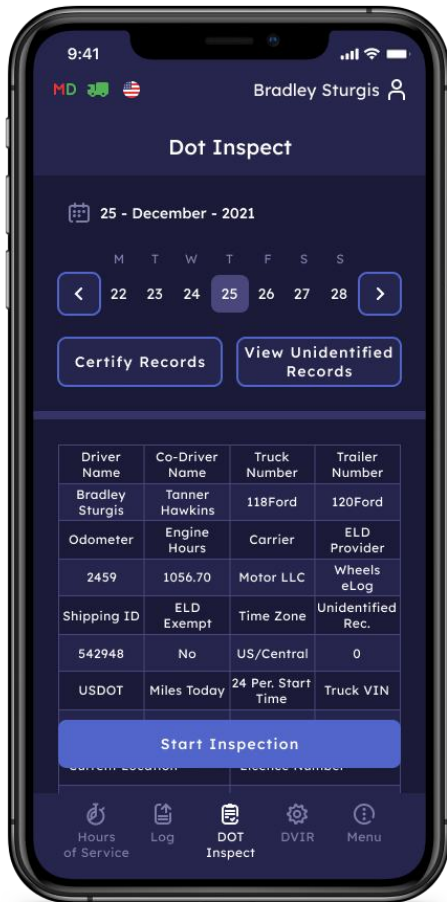 9:41
MD
Bradley Sturgis
Dot Inspect
25 - December - 2021
M T W T F S S
22 23 24 25 26 27 28
Certify Records
View Unidentified
Records
Driver
Name
Co-Driver
Name
Truck
Number
Trailer
Number
Bradley
Sturgis
Tanner
Hawkins
118Ford
120Ford
Odometer
Engine
Hours
Carrier
ELD
Provider
2459
1056.70
Motor LLC
Wheels
eLog
Shipping ID
ELD
Exempt
Time Zone
Unidentified
Rec.
542948
No
US/Central
0
USDOT
Miles Today
24 Per. Start
Time
Truck VIN
Start Inspection
Current Location
Licence Number
Hours
of Service
Log
DOT
Inspect
DVIR
Menu